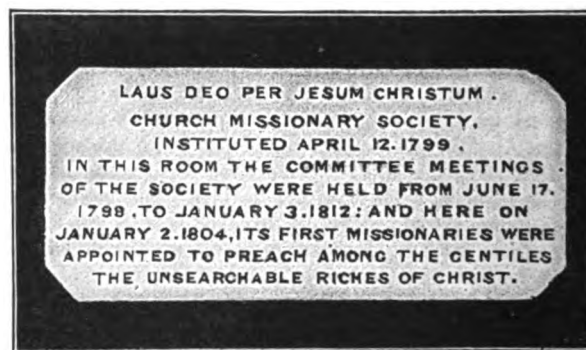 LAUS DEO PER JESUM CHRISTUM.
CHURCH MISSIONARY SOCIETY.
INSTITUTED APRIL 12.1799.
IN THIS ROOM THE COMMITTEE MEETINGS.
OF THE SOCIETY WERE HELD FROM JUNE 17.
1799.TO JANUARY 3.1812: AND HERE ON
JANUARY 2.1804,ITS FIRST MISSIONARIES WERE
APPOINTED TO PREACH AMONG THE GENTILES
THE UNSEARCHABLE RICHES OF CHRIST.